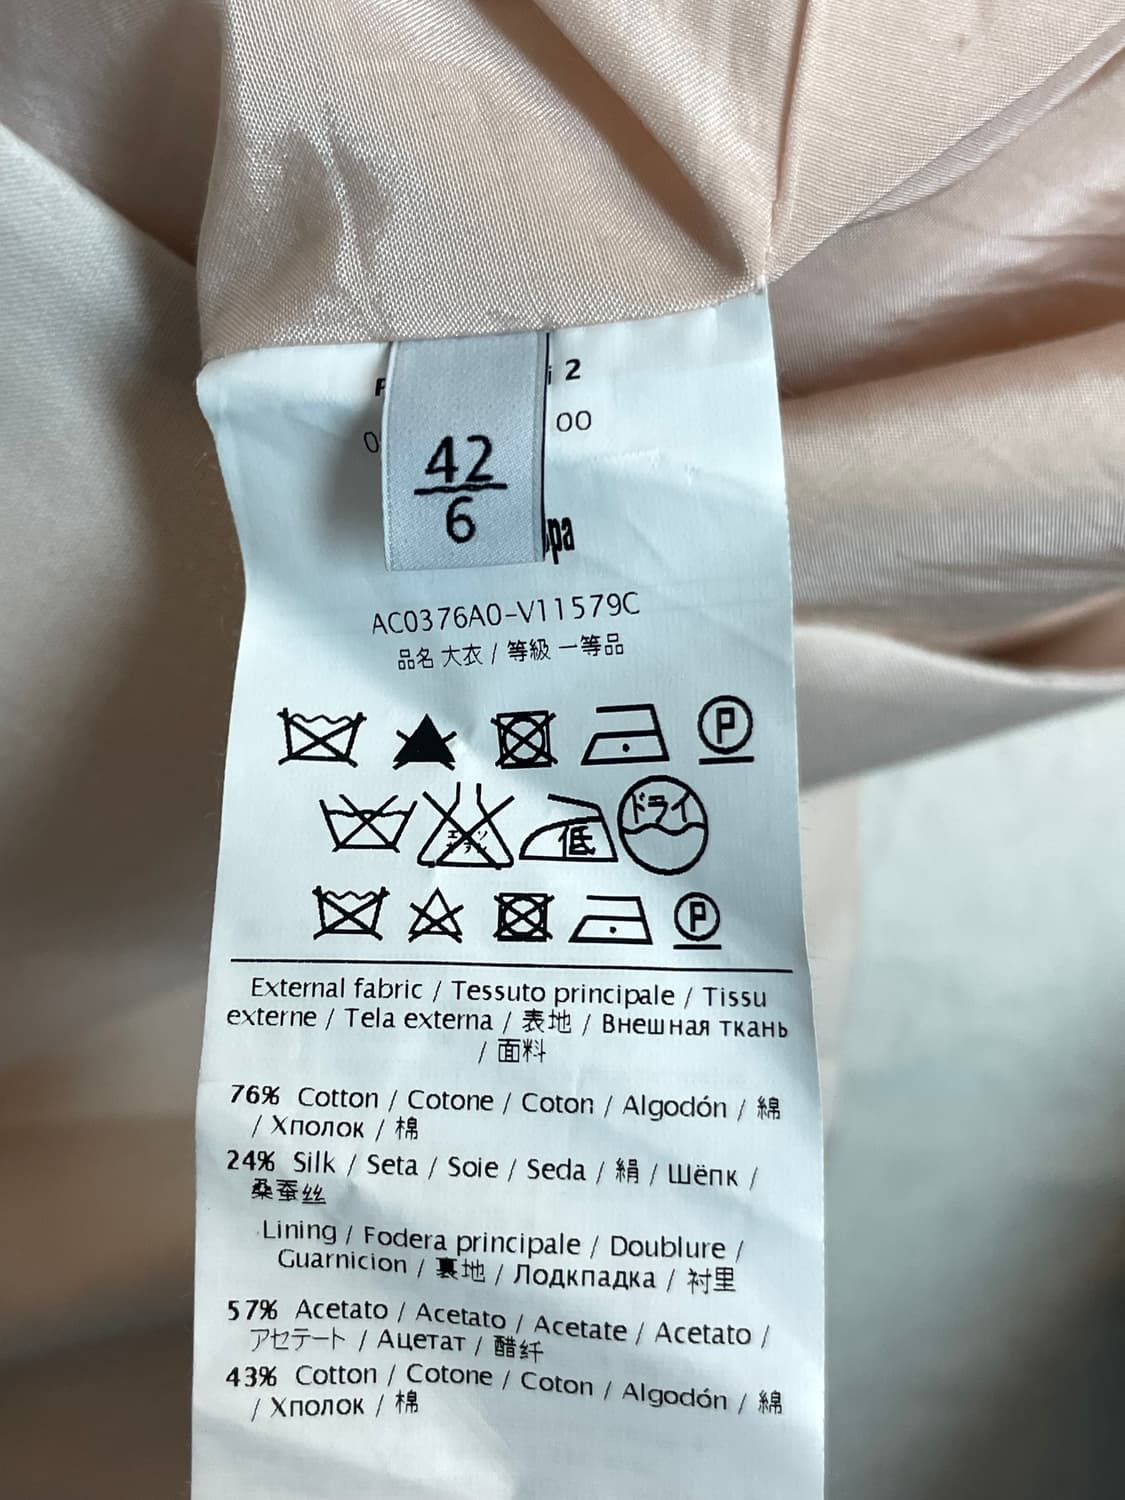 2
00
42
6
AC0376A0-V11579C
品名 大衣 / 等級 一等品
P
ドライ
低
P
External fabric / Tessuto principale / Tissu
externe / Tela externa / 表地 / Внешная ткань
/ 面料
76% Cotton / Cotone / Coton / Algodón / 綿
/ Хполок / 棉
24% Silk / Seta / Soie / Seda / 絹 / Шёпк /
桑蚕丝
Lining / Fodera principale / Doublure /
Guarnicion / 裏地 / Лодкпадка / 衬里
57% Acetato / Acetato / Acetate / Acetato /
アセテート / Ацетат / 醋纤
43% Cotton / Cotone / Coton / Algodón / 綿
/ Хполок / 棉